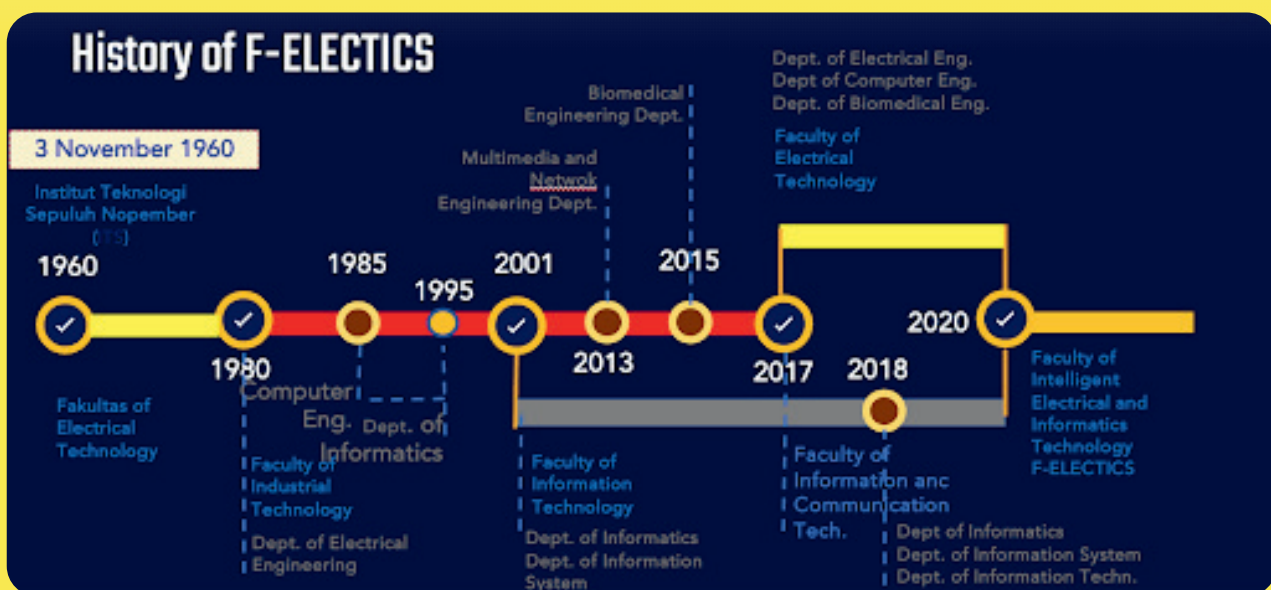 History of F-ELECTICS
3 November 1960
Institut Teknologi
Sepuluh Nopember
(ITS)
1960
Fakultas of
Electrical
Technology
1980
Faculty of
Industrial
Technology
Dept. of Electrical
Engineering
1985
Computer
Eng.
1995
Dept. of
Informatics
2001
Faculty of
Information
Technology
Dept. of Informatics
Dept. of Information
System
Multimedia and
Netwok
Engineering Dept.
2013
Biomedical
Engineering Dept.
2015
2017
Dept. of Electrical Eng.
Dept of Computer Eng.
Dept. of Biomedical Eng.
Faculty of
Electrical
Technology
Faculty of
Information anc
Communication
Tech.
2018
Dept of Informatics
Dept. of Information System
Dept. of Information Techn.
2020
Faculty of
Intelligent
Electrical and
Informatics
Technology
F-ELECTICS